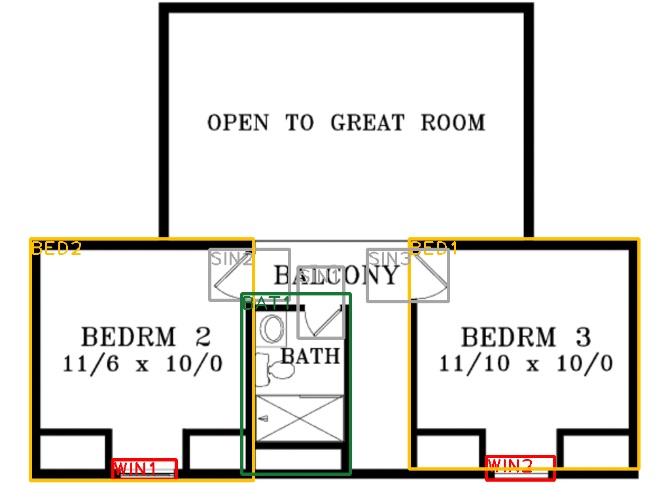 OPEN TO GREAT ROOM
BED2
BED1
SIN2
SIN1
SIN3
BALCONY
BAT1
BEDRM 2
11/6 x 10/0
BATH
BEDRM 3
11/10 x 10/0
WIN1
WIN2